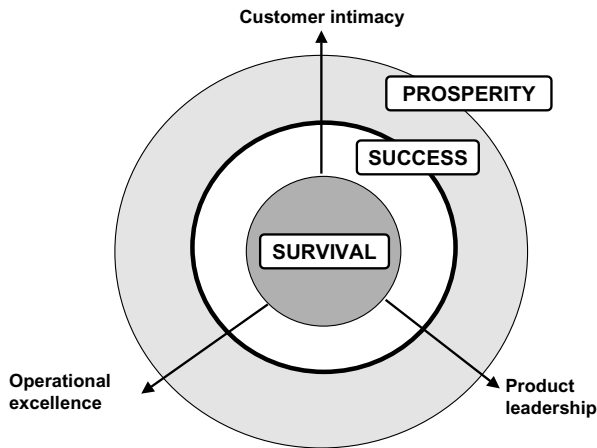 Customer intimacy
PROSPERITY
SUCCESS
SURVIVAL
Operational
excellence
Product
leadership